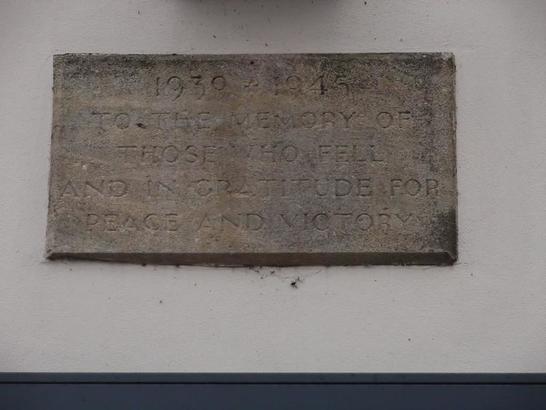 1939 - 1945
TO THE MEMORY OF
THOSE WHO FELL
AND IN GRATITUDE FOR
PEACE AND VICTORY